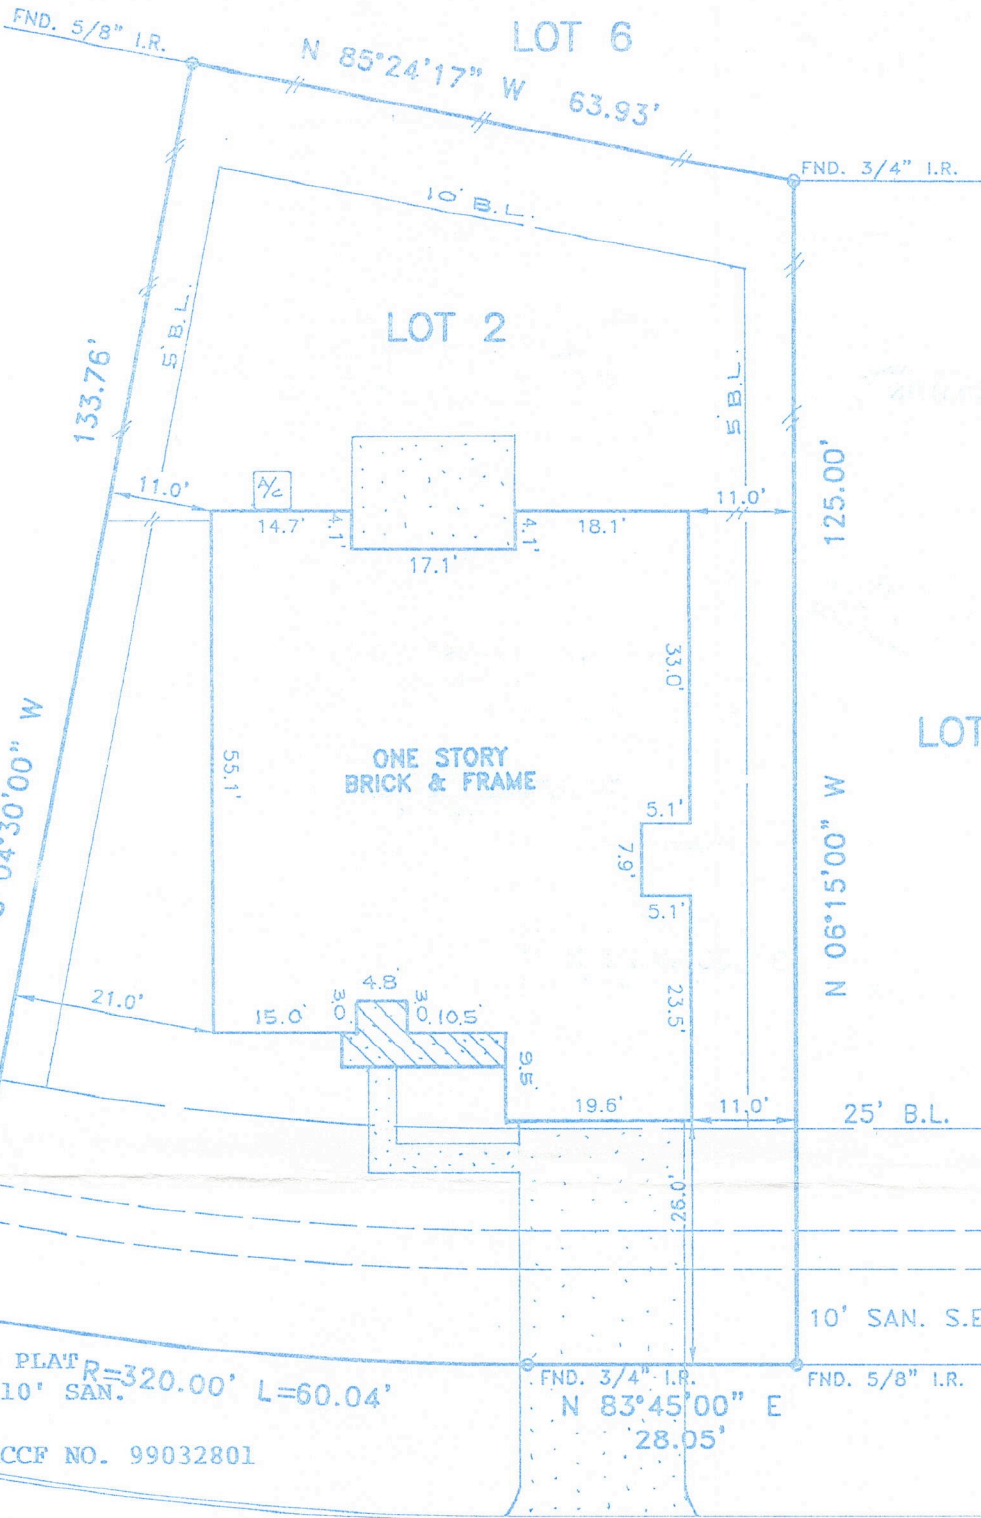 FND. 5/8" I.R.
LOT 6
N 85°24'17" W 63.93'
FND. 3/4" I.R.
10' B.L.
LOT 2
5' B.L.
5' B.L.
133.76'
125.00'
11.0'
A/C
11.0'
14.7'
4.1'
4.1'
18.1'
17.1'
33.0'
LOT
55.1'
ONE STORY
BRICK & FRAME
5.1'
7.9'
5.1'
04°30'00" W
N 06°15'00" W
23.5'
21.0'
4.8'
15.0'
3.0
3.0
10.5'
9.5'
19.6'
11.0'
25' B.L.
26.0'
10' SAN. S.E
PLAT
10' SAN.
R=320.00' L=60.04'
FND. 3/4" I.R.
FND. 5/8" I.R.
N 83°45'00" E
28.05'
CCF NO. 99032801